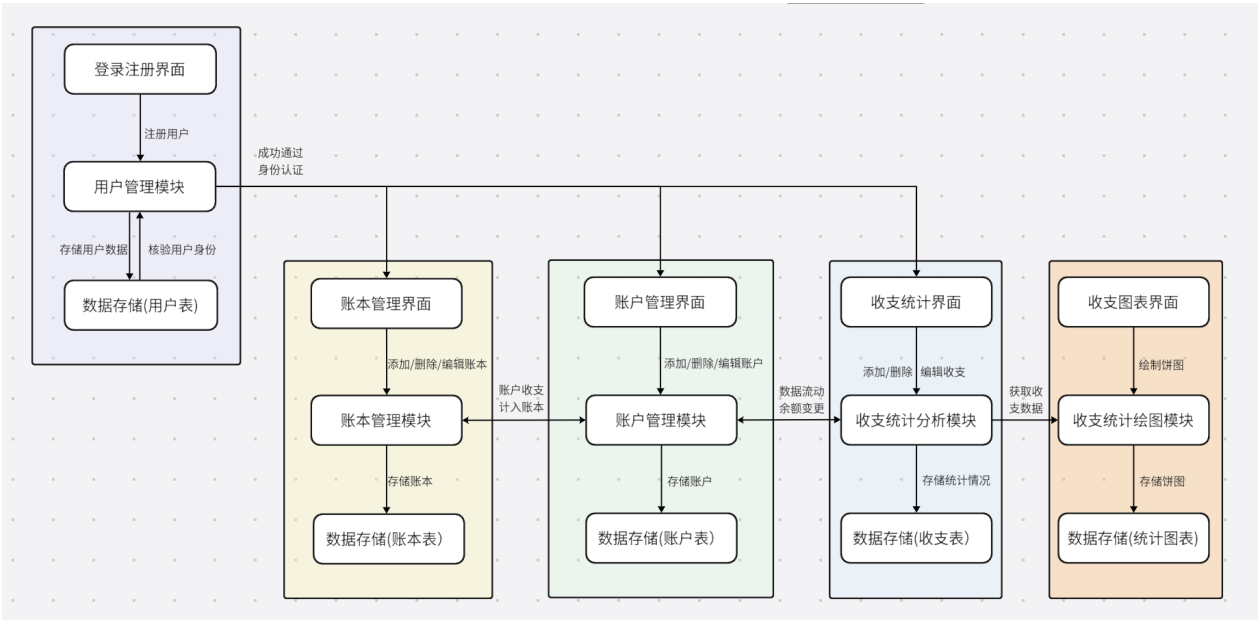 登录注册界面
注册用户
用户管理模块
存储用户数据
核验用户身份
数据存储(用户表)
成功通过
身份认证
账本管理界面
添加/删除/编辑账本
账本管理模块
存储账本
数据存储(账本表）
账户收支
计入账本
账户管理界面
添加/删除/编辑账户
账户管理模块
存储账户
数据存储(账户表）
数据流动
余额变更
收支统计界面
添加/删除 编辑收支
收支统计分析模块
存储统计情况
数据存储(收支表）
获取收
支数据
收支图表界面
绘制饼图
收支统计绘图模块
存储饼图
数据存储(统计图表)